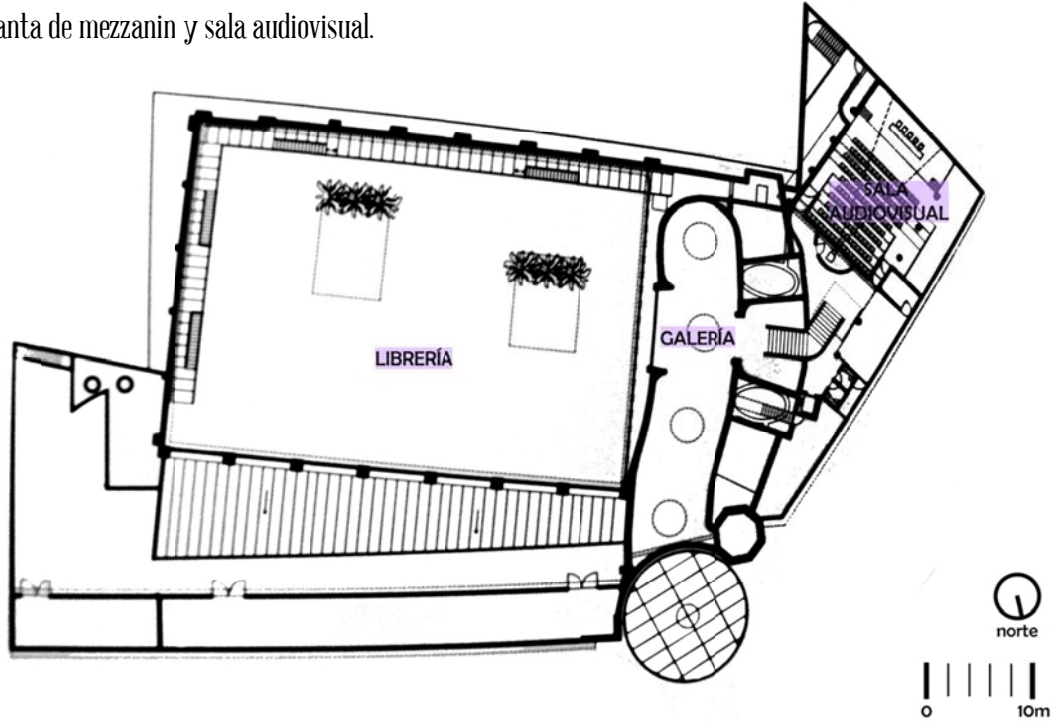 anta de mezzanin y sala audiovisual.
SALA
AUDIOVISUAL
GALERÍA
LIBRERÍA
norte
0 10m